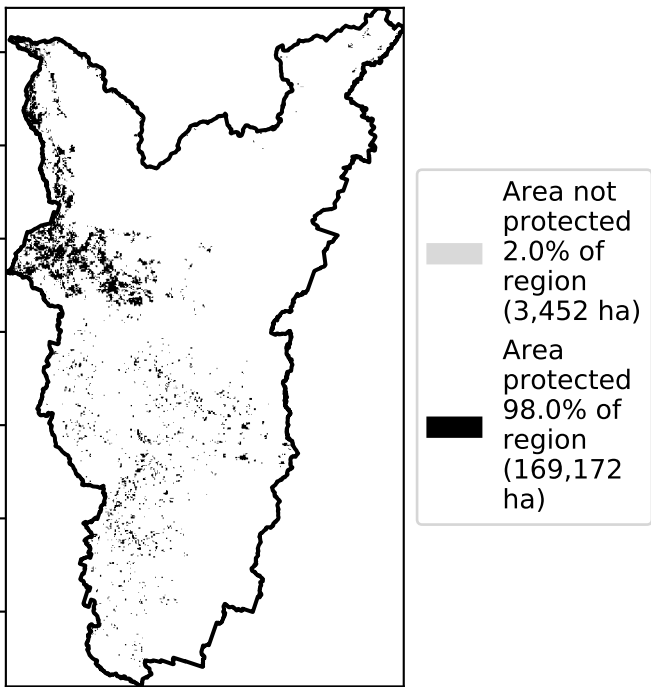 Area not
protected
2.0% of
region
(3,452 ha)
Area
protected
98.0% of
region
(169,172
ha)